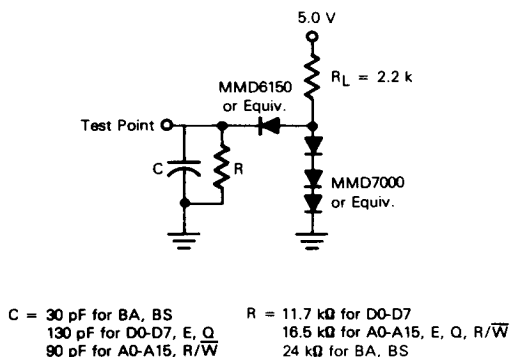 5.0 V
RL = 2.2 k
MMD6150
or Equiv.
Test Point
C
R
MMD7000
or Equiv.
C = 30 pF for BA, BS
130 pF for D0-D7, E, Q
90 pF for A0-A15, R/W̅
R = 11.7 kΩ for D0-D7
16.5 kΩ for A0-A15, E, Q, R/W̅
24 kΩ for BA, BS